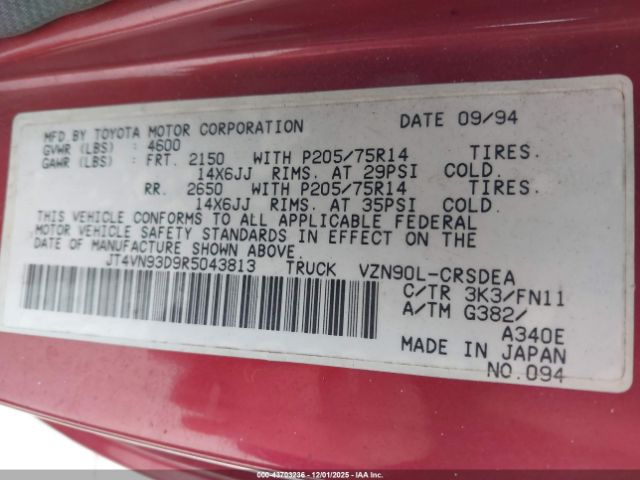 MFD BY TOYOTA MOTOR CORPORATION DATE 09/94
GVWR (LBS) : 4600
GAWR (LBS) : FRT. 2150 WITH P205/75R14 TIRES.
14X6JJ RIMS. AT 29PSI COLD.
RR. 2650 WITH P205/75R14 TIRES.
14X6JJ RIMS. AT 35PSI COLD.
THIS VEHICLE CONFORMS TO ALL APPLICABLE FEDERAL
MOTOR VEHICLE SAFETY STANDARDS IN EFFECT ON THE
DATE OF MANUFACTURE SHOWN ABOVE.
JT4VN93D9R5043813 TRUCK VZN90L-CRSDEA
C/TR 3K3/FN11
A/TM G382/
A340E
MADE IN JAPAN
NO.094
000-43703236 - 12/01/2025 - IAA Inc.